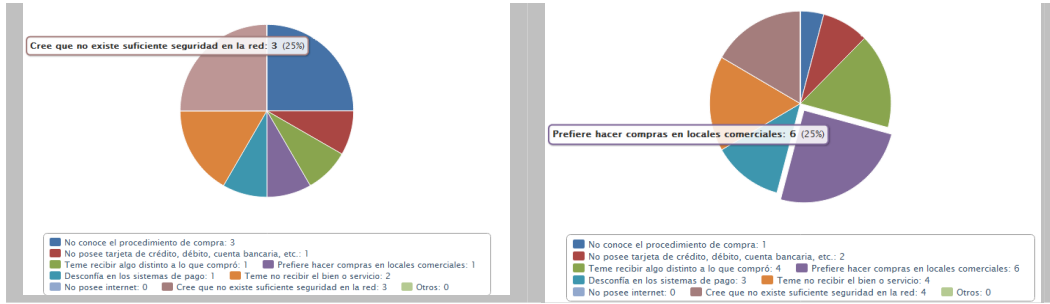 Cree que no existe suficiente seguridad en la red: 3 (25%)
No conoce el procedimiento de compra: 3
No posee tarjeta de crédito, débito, cuenta bancaria, etc.: 1
Teme recibir algo distinto a lo que compró: 1 Prefiere hacer compras en locales comerciales: 1
Desconfía en los sistemas de pago: 1 Teme no recibir el bien o servicio: 2
No posee internet: 0 Cree que no existe suficiente seguridad en la red: 3 Otros: 0
Prefiere hacer compras en locales comerciales: 6 (25%)
No conoce el procedimiento de compra: 1
No posee tarjeta de crédito, débito, cuenta bancaria, etc.: 2
Teme recibir algo distinto a lo que compró: 4 Prefiere hacer compras en locales comerciales: 6
Desconfía en los sistemas de pago: 3 Teme no recibir el bien o servicio: 4
No posee internet: 0 Cree que no existe suficiente seguridad en la red: 4 Otros: 0